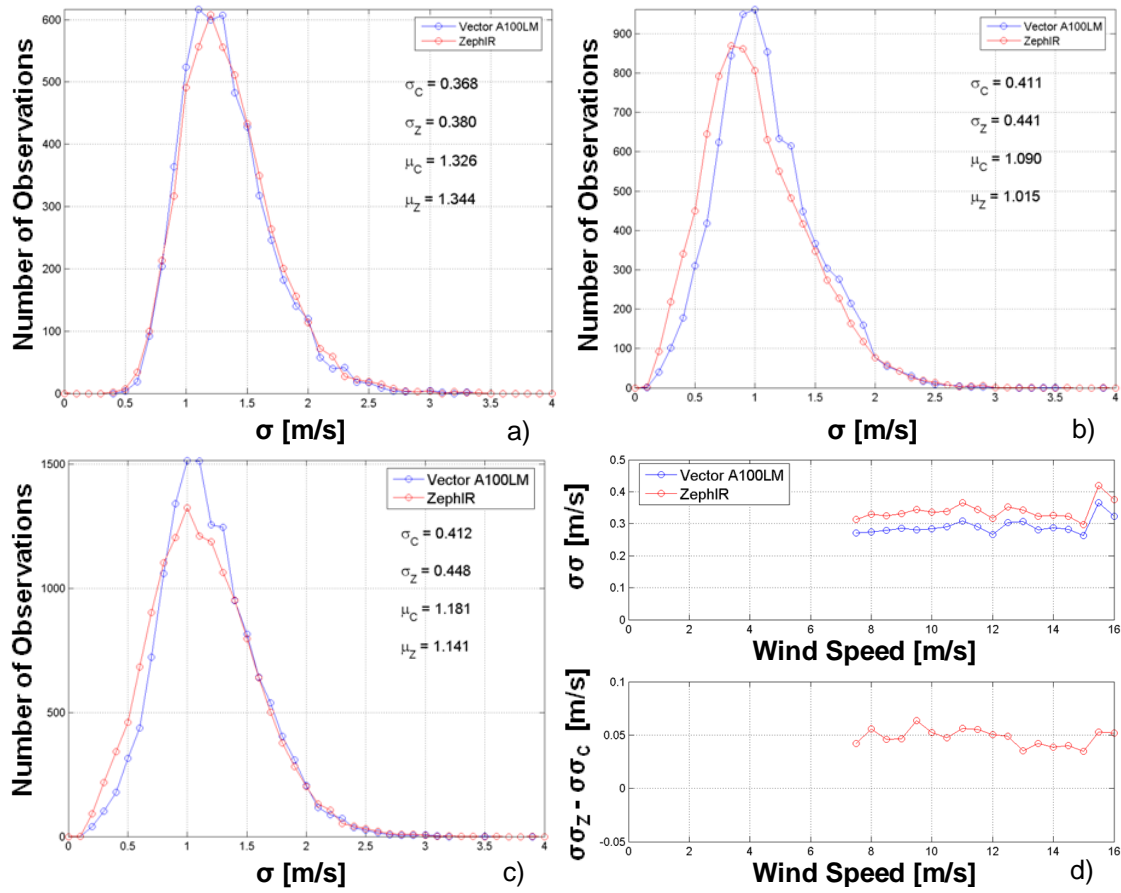 Number of Observations
600
500
400
300
200
100
0
0 0.5 1 1.5 2 2.5 3 3.5 4
σ [m/s]
a)
Vector A100LM
ZephIR
σC = 0.368
σZ = 0.380
μC = 1.326
μZ = 1.344
Number of Observations
900
800
700
600
500
400
300
200
100
0
0 0.5 1 1.5 2 2.5 3 3.5 4
σ [m/s]
b)
Vector A100LM
ZephIR
σC = 0.411
σZ = 0.441
μC = 1.090
μZ = 1.015
Number of Observations
1500
1000
500
0
0 0.5 1 1.5 2 2.5 3 3.5 4
σ [m/s]
c)
Vector A100LM
ZephIR
σC = 0.412
σZ = 0.448
μC = 1.181
μZ = 1.141
σσ [m/s]
0.5
0.4
0.3
0.2
0.1
0
0 2 4 6 8 10 12 14 16
Wind Speed [m/s]
Vector A100LM
ZephIR
σσZ - σσC [m/s]
0.1
0.05
0
-0.05
0 2 4 6 8 10 12 14 16
Wind Speed [m/s]
d)